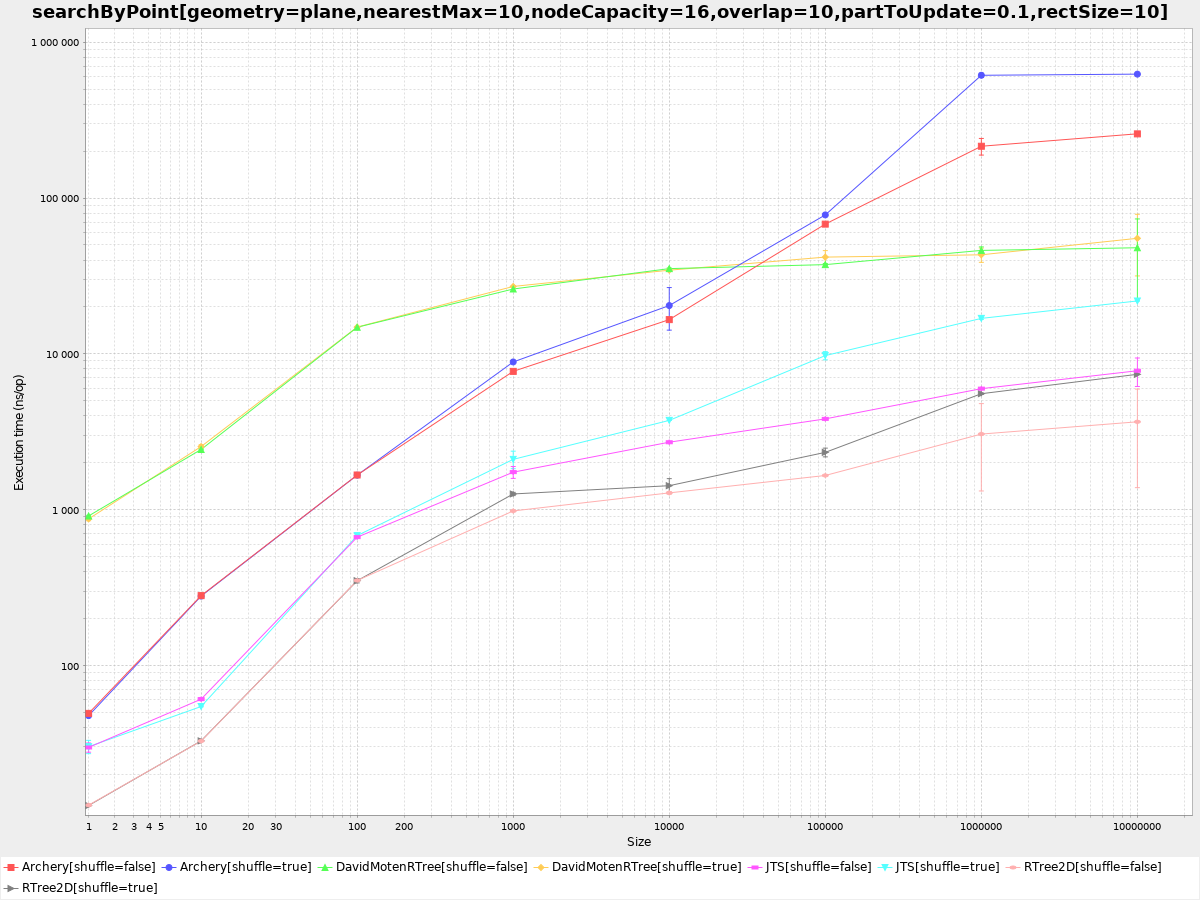 searchByPoint[geometry=plane,nearestMax=10,nodeCapacity=16,overlap=10,partToUpdate=0.1,rectSize=10]
1 000 000
100 000
10 000
1 000
100
Execution time (ns/op)
1 2 3 4 5 10 20 30 100 200 1000 10000 100000 1000000 10000000
Size
Archery[shuffle=false] Archery[shuffle=true] DavidMotenRTree[shuffle=false] DavidMotenRTree[shuffle=true] JTS[shuffle=false] JTS[shuffle=true] RTree2D[shuffle=false]
RTree2D[shuffle=true]